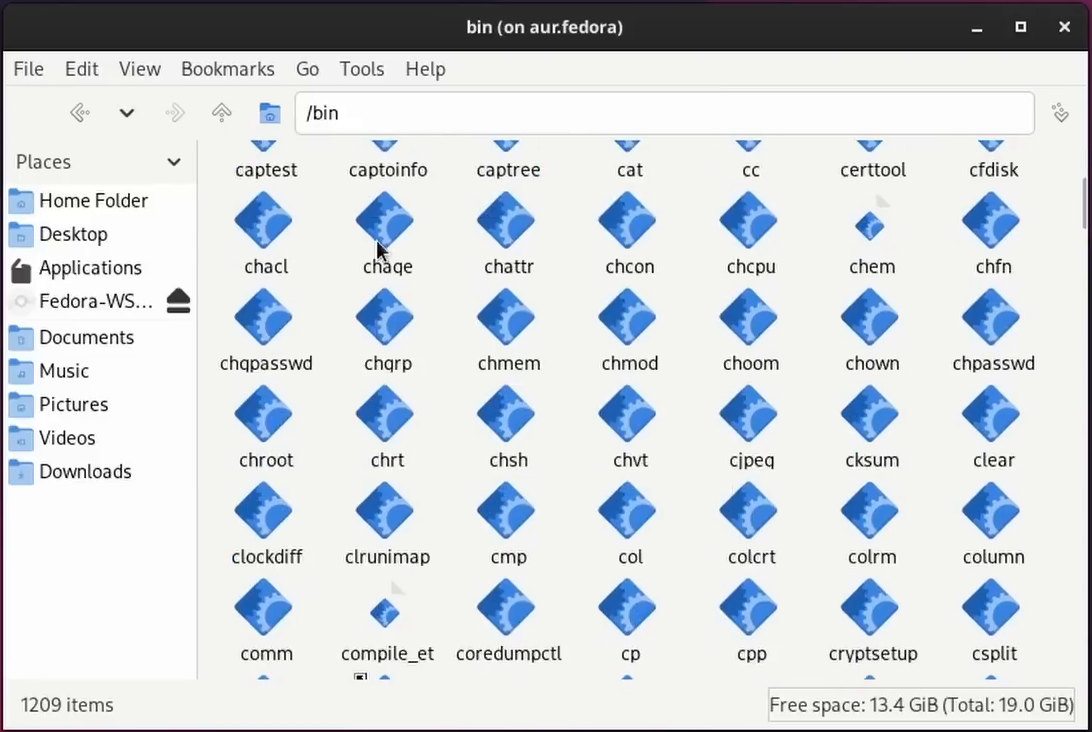 bin (on aur.fedora)
File Edit View Bookmarks Go Tools Help
/bin
Places
Home Folder
Desktop
Applications
Fedora-WS...
Documents
Music
Pictures
Videos
Downloads
captest captoinfo captree cat cc certtool cfdisk
chacl chage chattr chcon chcpu chem chfn
chgpasswd chgrp chmem chmod choom chown chpasswd
chroot chrt chsh chvt cjpeg cksum clear
clockdiff clrunimap cmp col colcrt colrm column
comm compile_et coredumpctl cp cpp cryptsetup csplit
1209 items
Free space: 13.4 GiB (Total: 19.0 GiB)